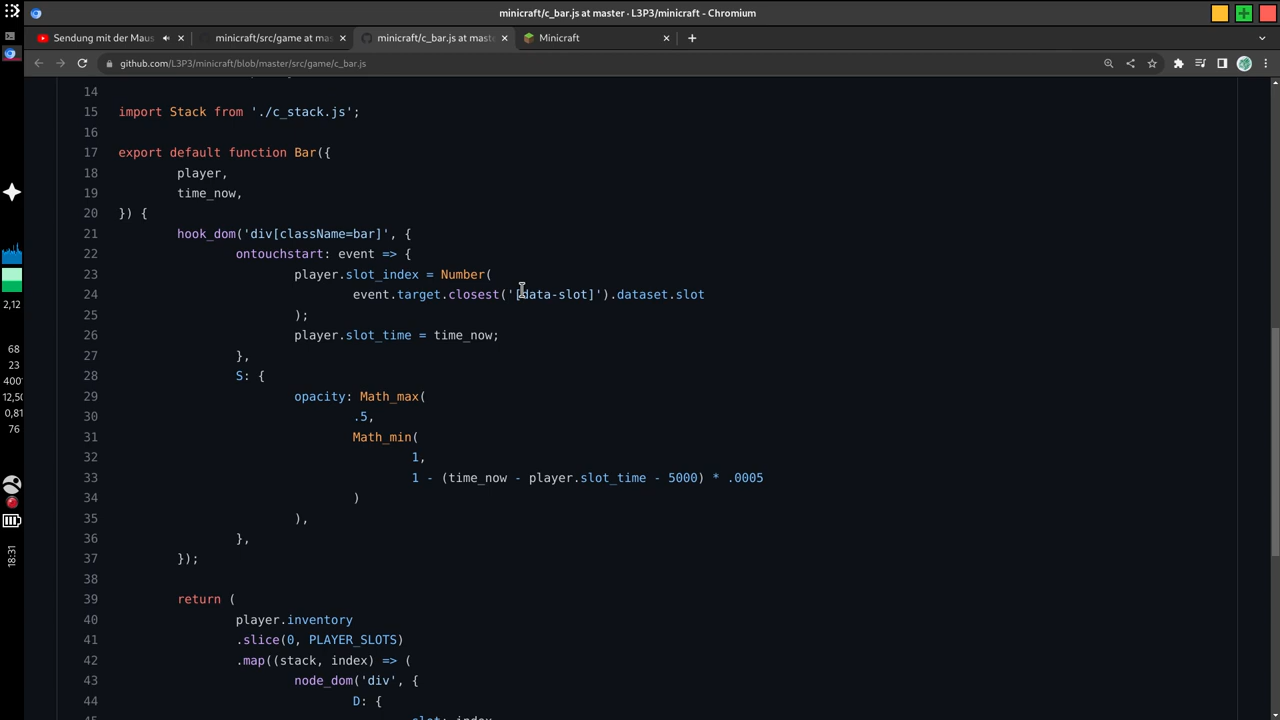 minicraft/c_bar.js at master · L3P3/minicraft - Chromium
Sendung mit der Maus
minicraft/src/game at mas
minicraft/c_bar.js at mast
Minicraft
github.com/L3P3/minicraft/blob/master/src/game/c_bar.js
14
15 import Stack from './c_stack.js';
16
17 export default function Bar({
18 player,
19 time_now,
20 }) {
21 hook_dom('div[className=bar]', {
22 ontouchstart: event => {
23 player.slot_index = Number(
24 event.target.closest('[data-slot]').dataset.slot
25 );
26 player.slot_time = time_now;
27 },
28 S: {
29 opacity: Math_max(
30 .5,
31 Math_min(
32 1,
33 1 - (time_now - player.slot_time - 5000) * .0005
34 )
35 ),
36 },
37 });
38
39 return (
40 player.inventory
41 .slice(0, PLAYER_SLOTS)
42 .map((stack, index) => (
43 node_dom('div', {
44 D: {
2,12
68
23
400
12,50
0,81
76
18:31